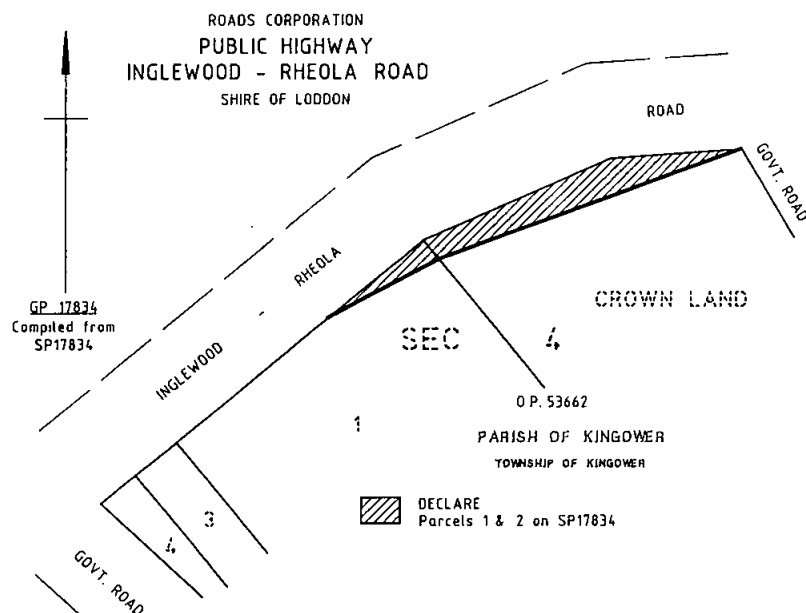 ROADS CORPORATION
PUBLIC HIGHWAY
INGLEWOOD - RHEOLA ROAD
SHIRE OF LODDON
ROAD
GOVT. ROAD
RHEOLA
-
INGLEWOOD
GP .17834
Compiled from
SP17834
CROWN LAND
SEC 4
O P. 53662
1
PARISH OF KINGOWER
TOWNSHIP OF KINGOWER
DECLARE
Parcels 1 & 2 on SP17834
3
4
GOVT. ROAD